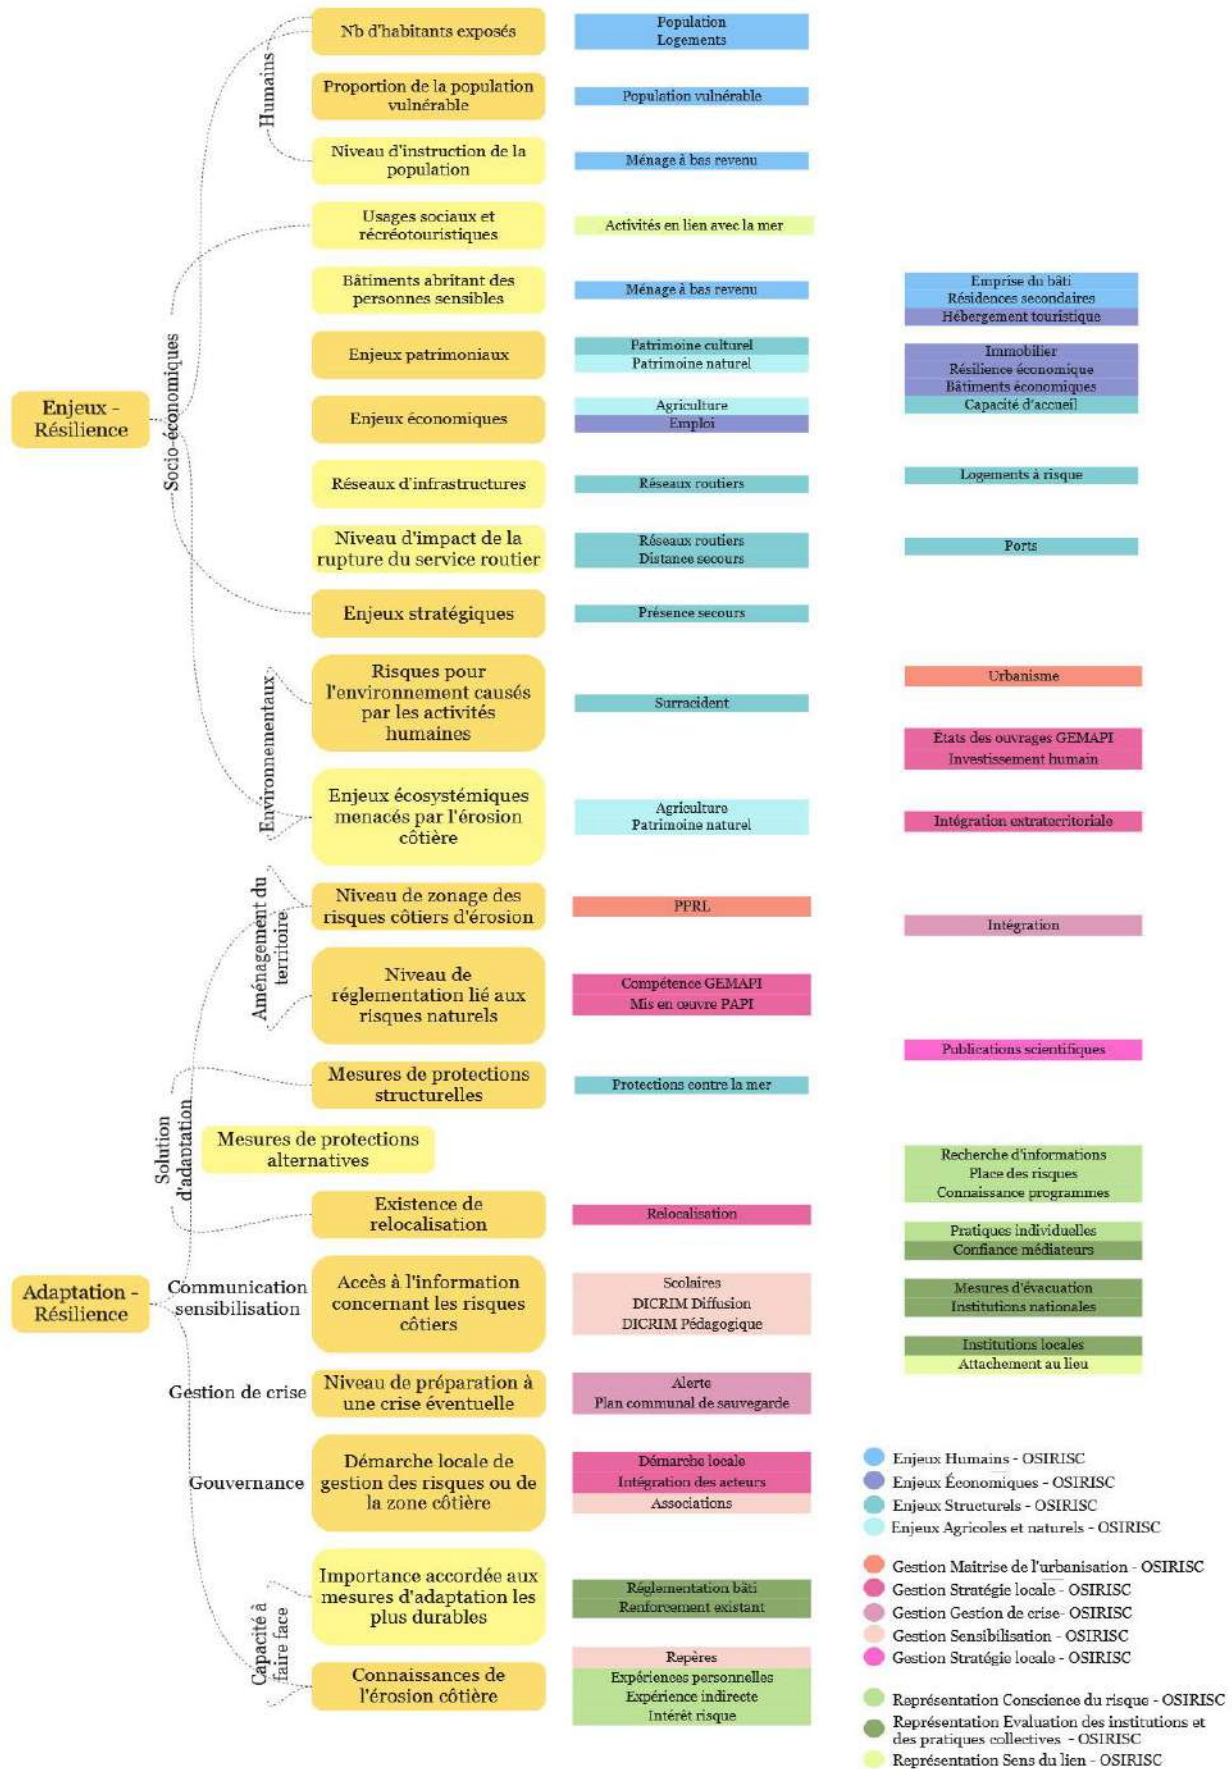 Enjeux -
Résilience
Humains
Socio-économiques
Environnementaux
Nb d'habitants exposés
Population
Logements
Proportion de la population
vulnérable
Population vulnérable
Niveau d'instruction de la
population
Ménage à bas revenu
Usages sociaux et
récréotouristiques
Activités en lien avec la mer
Bâtiments abritant des
personnes sensibles
Ménage à bas revenu
Enjeux patrimoniaux
Patrimoine culturel
Patrimoine naturel
Enjeux économiques
Agriculture
Emploi
Réseaux d'infrastructures
Réseaux routiers
Niveau d'impact de la
rupture du service routier
Réseaux routiers
Distance secours
Enjeux stratégiques
Présence secours
Risques pour
l'environnement causés
par les activités
humaines
Surracident
Enjeux écosystémiques
menacés par l'érosion
côtière
Agriculture
Patrimoine naturel
Adaptation -
Résilience
Aménagement du
territoire
Niveau de zonage des
risques côtiers d'érosion
PPRL
Niveau de
réglementation lié aux
risques naturels
Compétence GEMAPI
Mis en œuvre PAPI
Solution
d'adaptation
Mesures de protections
structurelles
Protections contre la mer
Mesures de protections
alternatives
Existence de
relocalisation
Relocalisation
Communication
sensibilisation
Accès à l'information
concernant les risques
côtiers
Scolaires
DICRIM Diffusion
DICRIM Pédagogique
Gestion de crise
Niveau de préparation à
une crise éventuelle
Alerte
Plan communal de sauvegarde
Gouvernance
Démarche locale de
gestion des risques ou de
la zone côtière
Démarche locale
Intégration des acteurs
Associations
Capacité à
faire face
Importance accordée aux
mesures d'adaptation les
plus durables
Réglementation bâti
Renforcement existant
Connaissances de
l'érosion côtière
Repères
Expériences personnelles
Expérience indirecte
Intérêt risque
Emprise du bâti
Résidences secondaires
Hébergement touristique
Immobilier
Résilience économique
Bâtiments économiques
Capacité d'accueil
Logements à risque
Ports
Urbanisme
États des ouvrages GEMAPI
Investissement humain
Intégration extraterritoriale
Intégration
Publications scientifiques
Recherche d'informations
Place des risques
Connaissance programmes
Pratiques individuelles
Confiance médiateurs
Mesures d'évacuation
Institutions nationales
Institutions locales
Attachement au lieu
Enjeux Humains - OSIRISC
Enjeux Économiques - OSIRISC
Enjeux Structurels - OSIRISC
Enjeux Agricoles et naturels - OSIRISC
Gestion Maitrise de l'urbanisation - OSIRISC
Gestion Stratégie locale - OSIRISC
Gestion Gestion de crise- OSIRISC
Gestion Sensibilisation - OSIRISC
Gestion Stratégie locale - OSIRISC
Représentation Conscience du risque - OSIRISC
Représentation Evaluation des institutions et
des pratiques collectives - OSIRISC
Représentation Sens du lien - OSIRISC